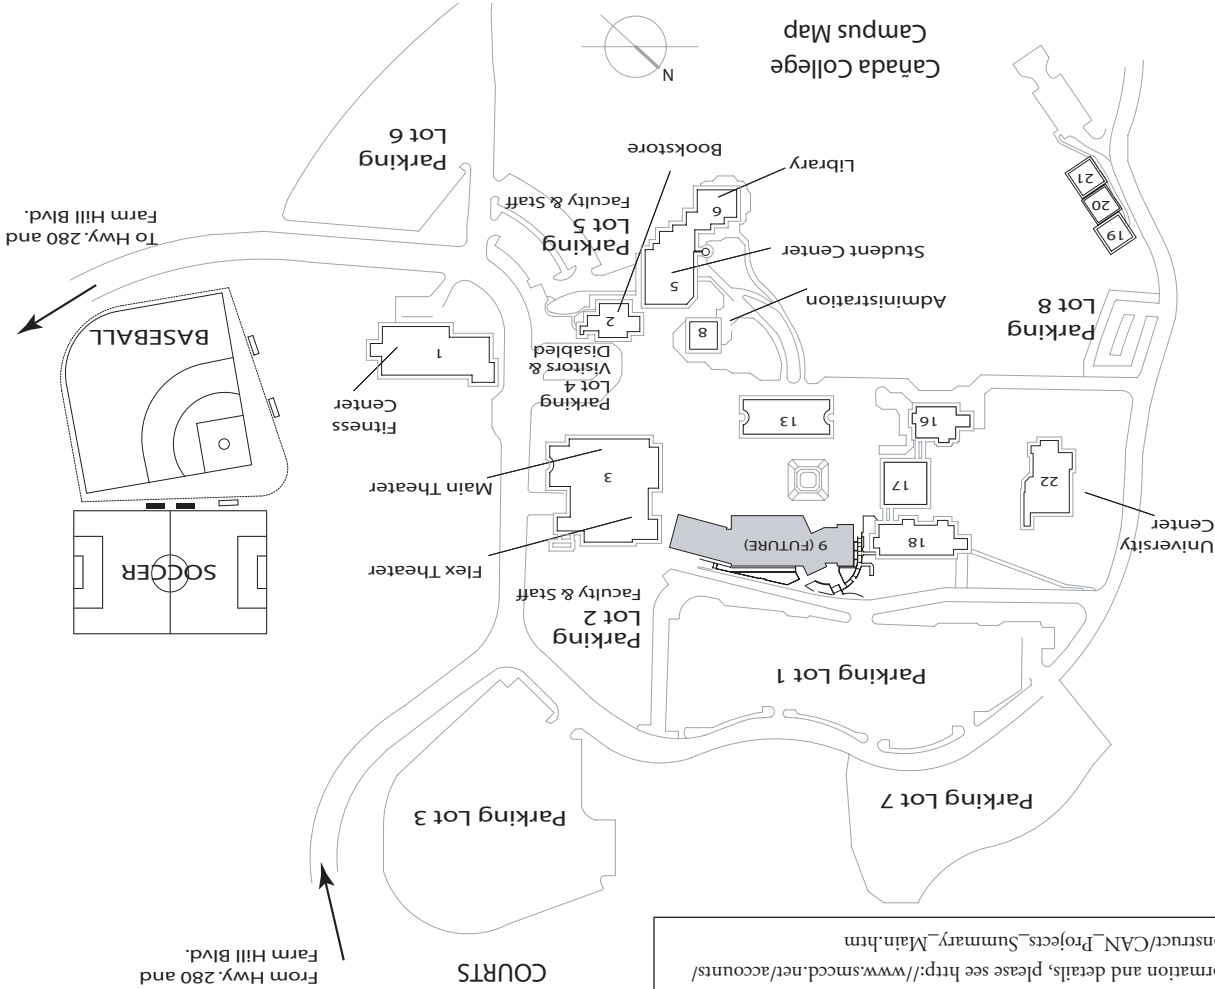 ormation and details, please see http://www.smccd.net/accounts/
onstruct/CAN_Projects_Summary_Main.htm
COURTS
From Hwy. 280 and
Farm Hill Blvd.
Parking Lot 7
Parking Lot 3
Parking Lot 1
Parking
Lot 2
Faculty & Staff
SOCCER
University
Center
18
9 (FUTURE)
Flex Theater
22
17
3
Main Theater
16
13
Fitness
Center
Parking
Lot 4
Visitors &
Disabled
1
BASEBALL
Parking
Lot 8
8
2
Administration
5
Student Center
19
20
21
6
Library
Bookstore
Parking
Lot 5
Faculty & Staff
To Hwy. 280 and
Farm Hill Blvd.
Parking
Lot 6
N
Cañada College
Campus Map